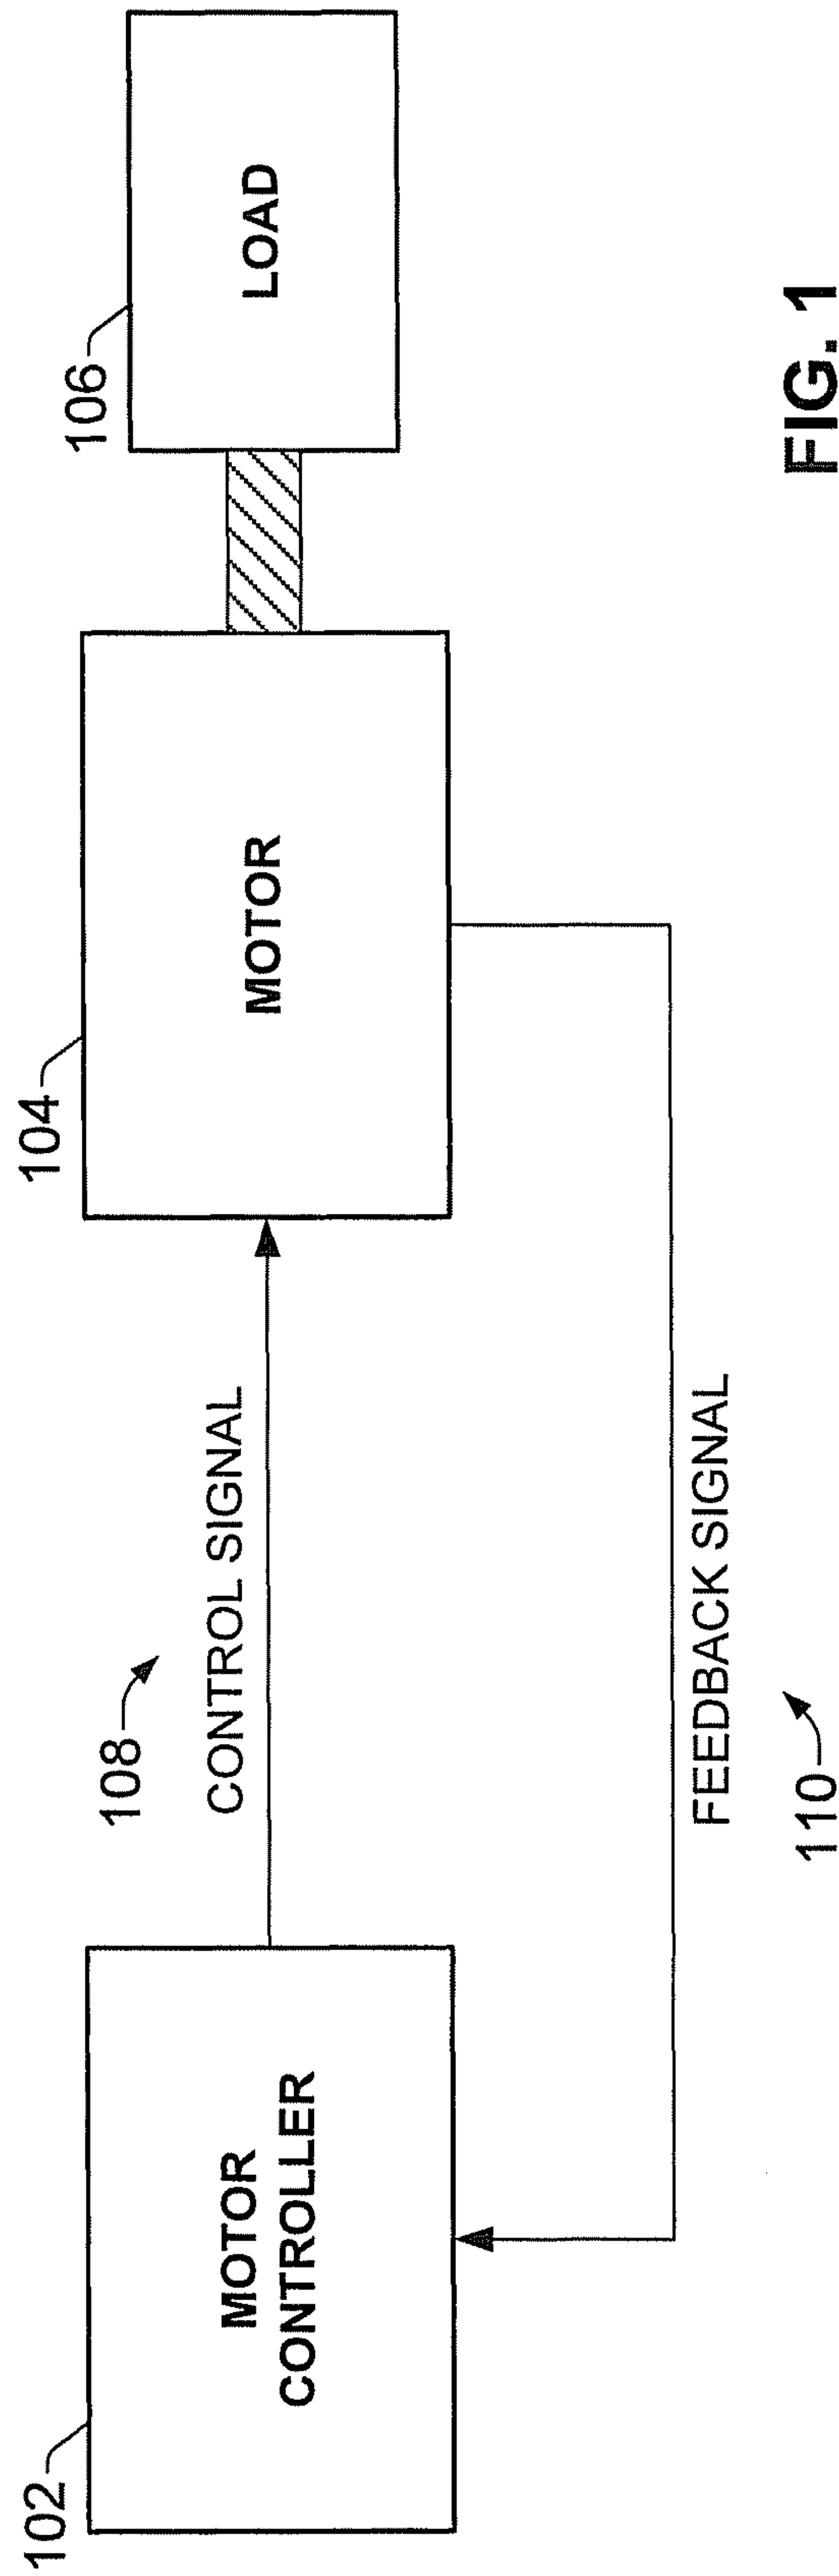 102
MOTOR
CONTROLLER
108
CONTROL SIGNAL
104
MOTOR
106
LOAD
110
FEEDBACK SIGNAL
FIG. 1